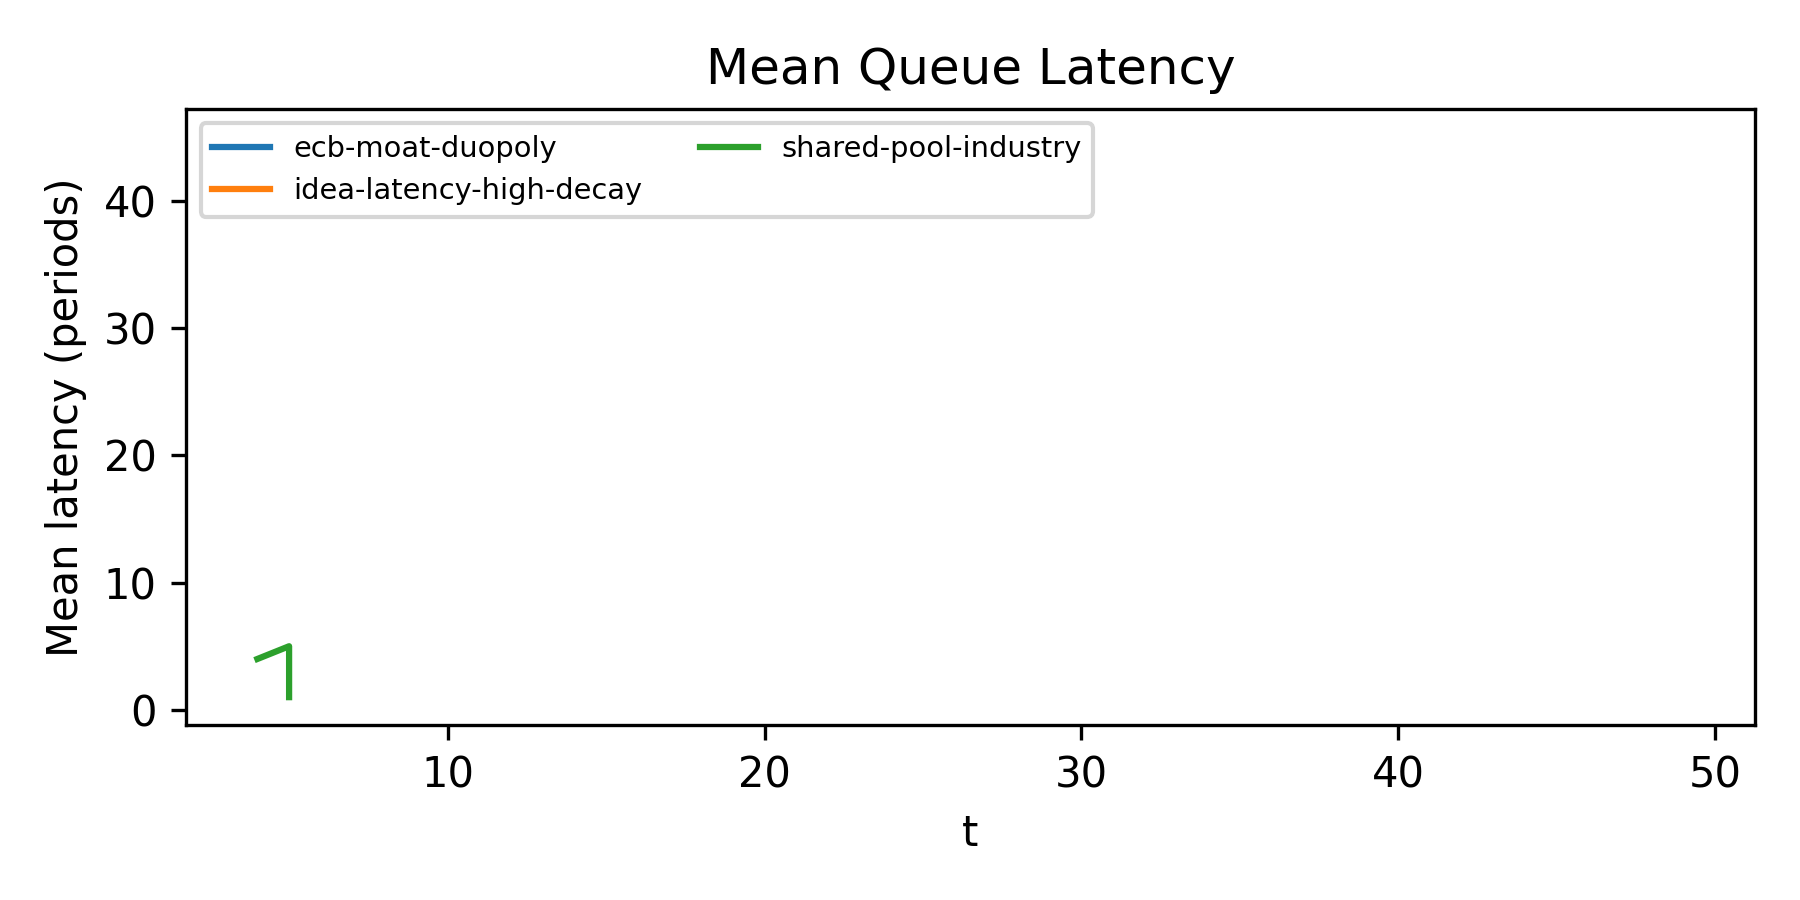 Mean Queue Latency
ecb-moat-duopoly
idea-latency-high-decay
shared-pool-industry
Mean latency (periods)
40
30
20
10
0
10 20 30 40 50
t